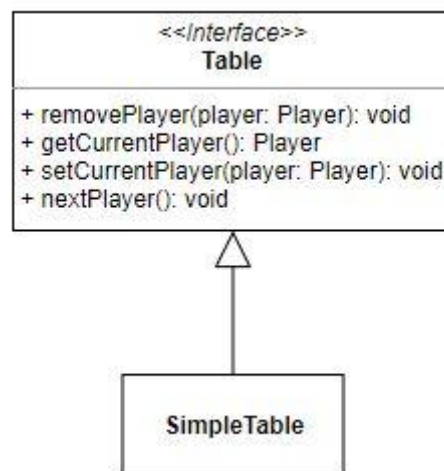 <<Interface>>
Table
+ removePlayer(player: Player): void
+ getCurrentPlayer(): Player
+ setCurrentPlayer(player: Player): void
+ nextPlayer(): void
SimpleTable